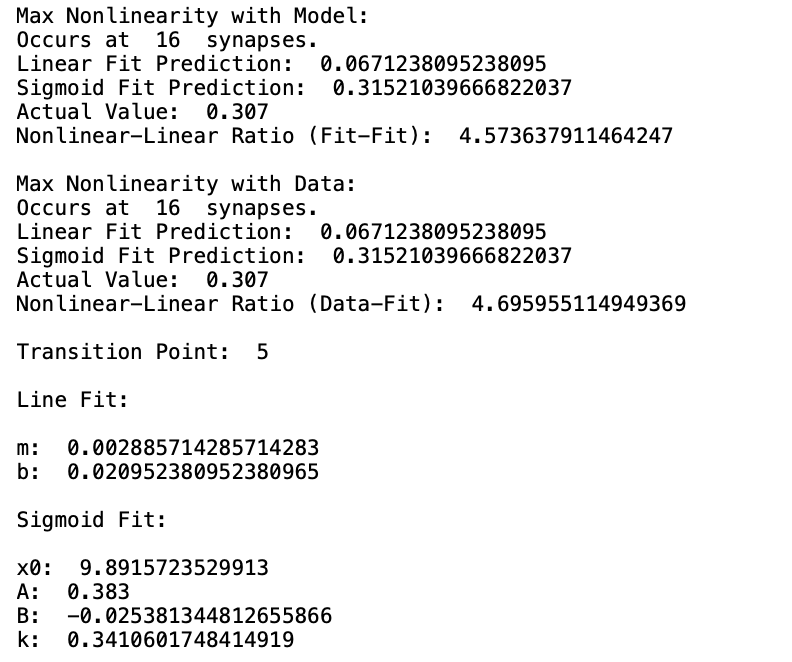 Max Nonlinearity with Model:
Occurs at  16  synapses.
Linear Fit Prediction:  0.0671238095238095
Sigmoid Fit Prediction:  0.31521039666822037
Actual Value:  0.307
Nonlinear-Linear Ratio (Fit-Fit):  4.573637911464247
Max Nonlinearity with Data:
Occurs at  16  synapses.
Linear Fit Prediction:  0.0671238095238095
Sigmoid Fit Prediction:  0.31521039666822037
Actual Value:  0.307
Nonlinear-Linear Ratio (Data-Fit):  4.695955114949369
Transition Point:  5
Line Fit:
m:  0.002885714285714283
b:  0.020952380952380965
Sigmoid Fit:
x0:  9.8915723529913
A:  0.383
B:  -0.025381344812655866
k:  0.3410601748414919